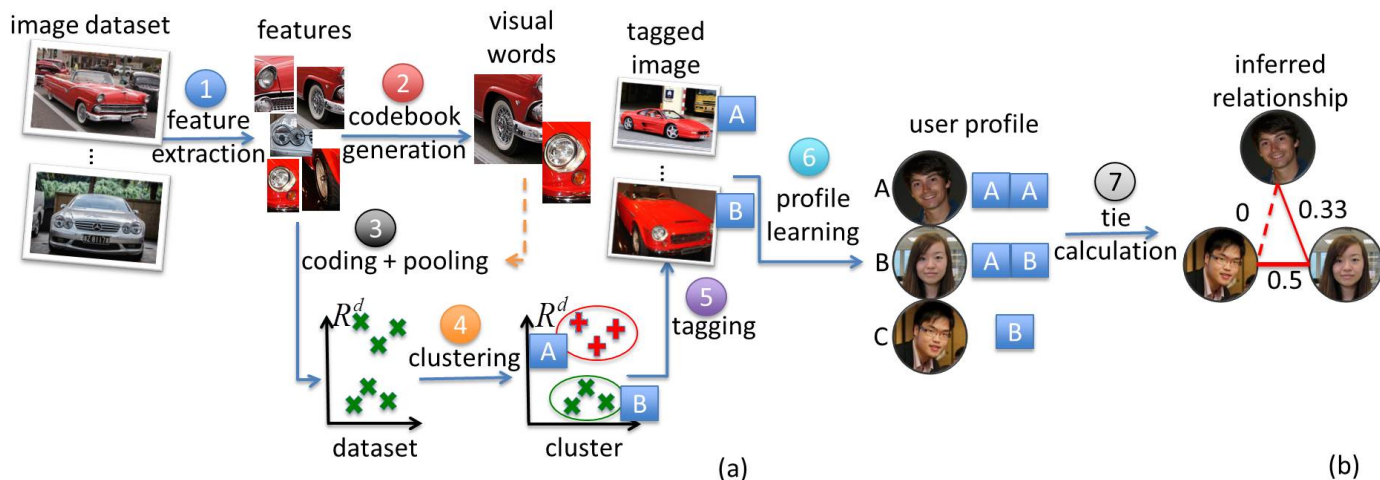 image dataset
features
visual
words
tagged
image
inferred
relationship
1
feature
extraction
2
codebook
generation
A
B
6
profile
learning
user profile
A
A A
B
A B
C
B
7
tie
calculation
0
0.33
0.5
3
coding + pooling
R^d
4
clustering
R^d
A
B
5
tagging
dataset
cluster
(a)
(b)